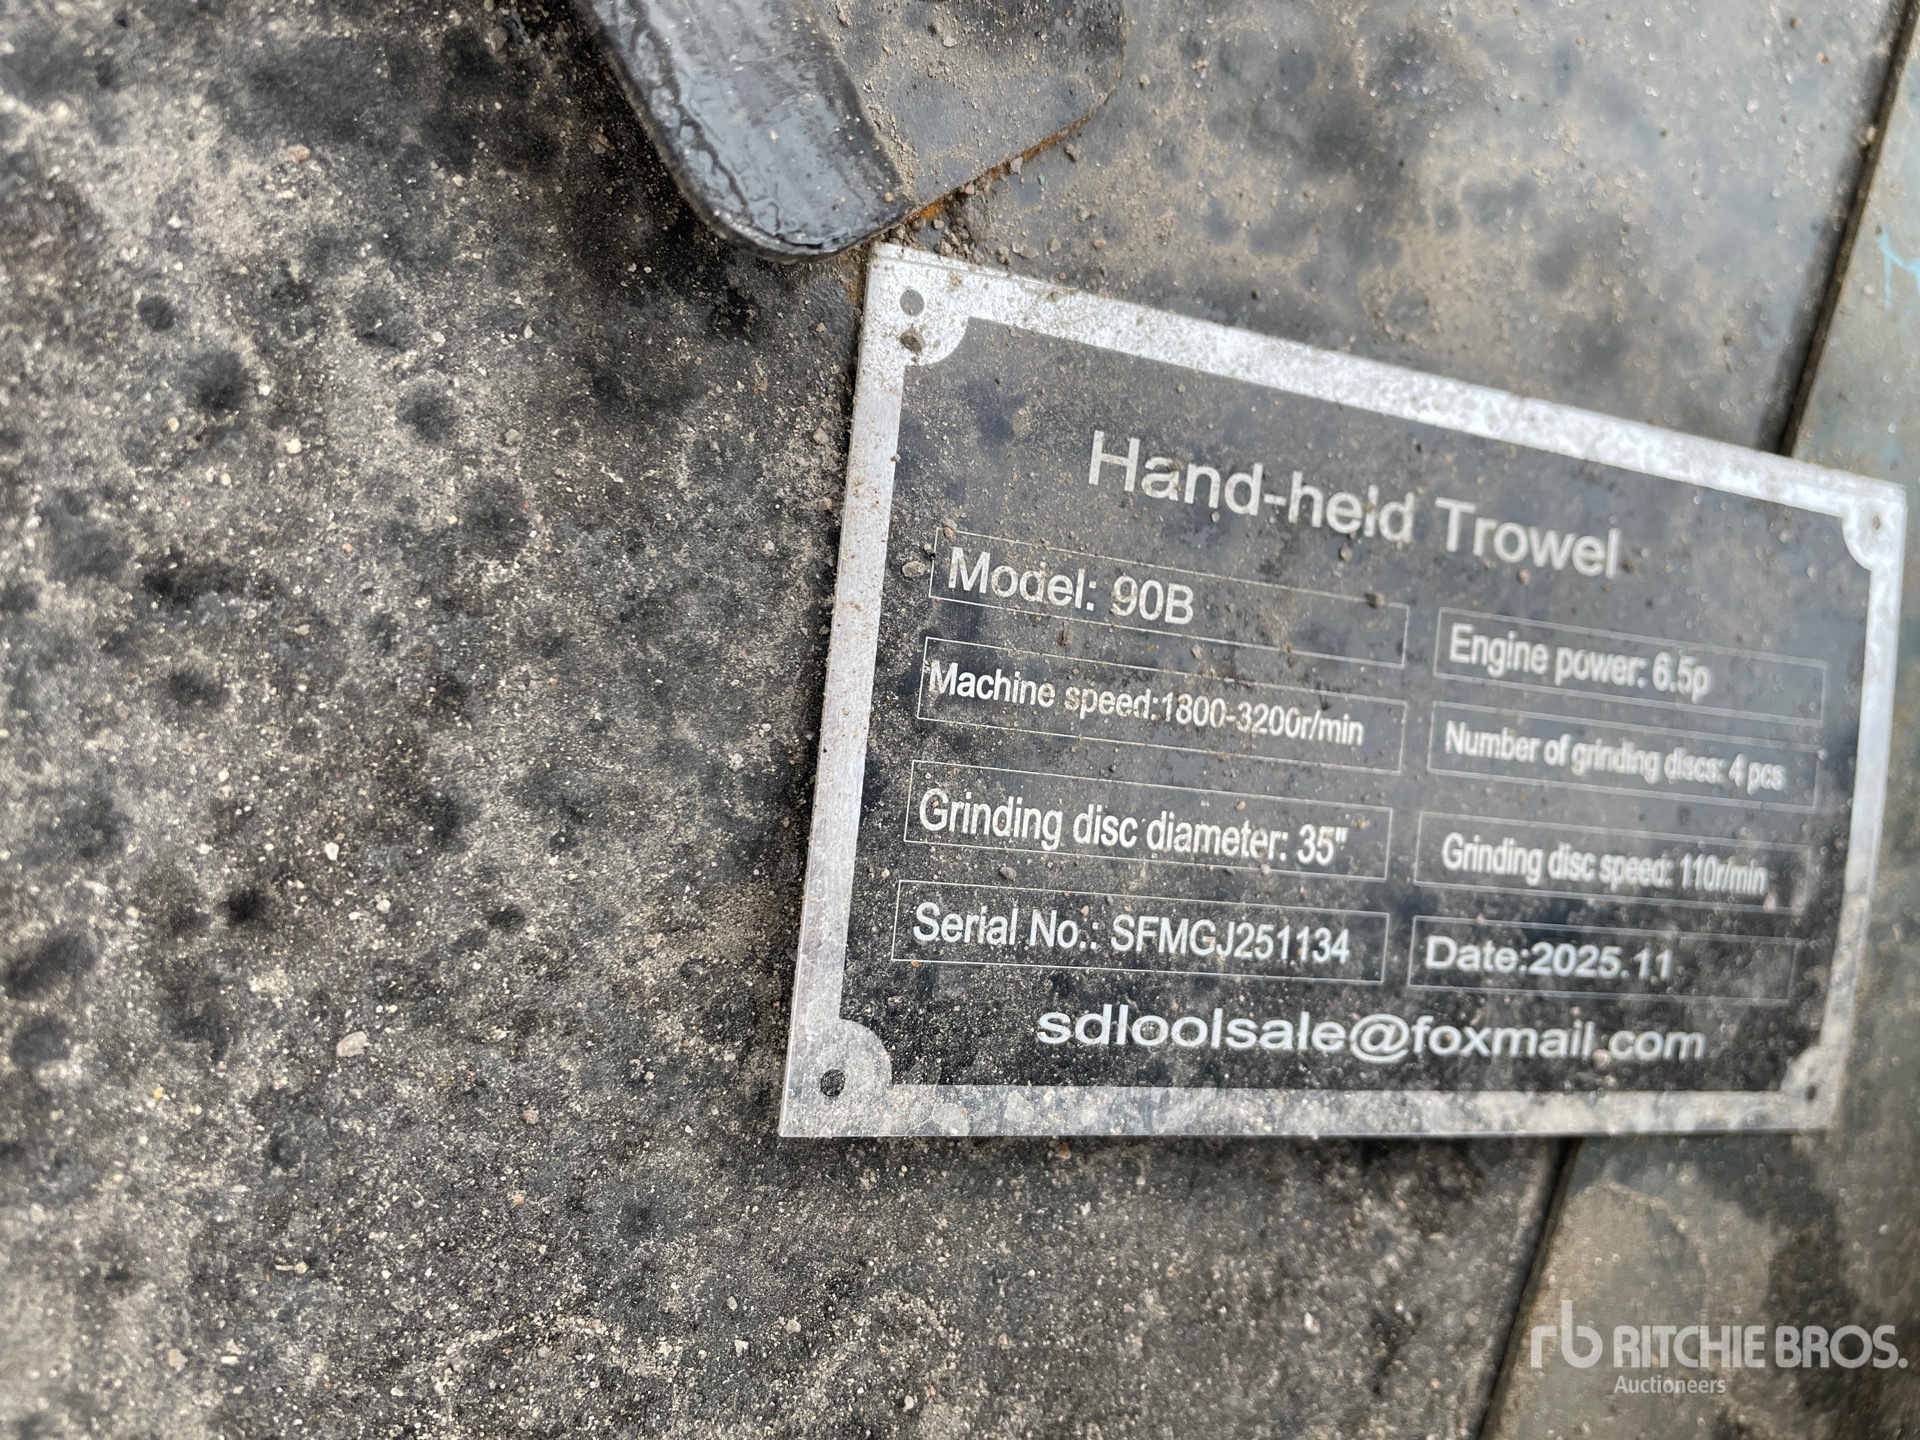 Hand-held Trowel
Model: 90B
Engine power: 6.5p
Machine speed:1800-3200r/min
Number of grinding discs: 4 pcs
Grinding disc diameter: 35"
Grinding disc speed: 110r/min
Serial No.: SFMGJ251134
Date:2025.11
sdloolsale@foxmail.com
rb RITCHIE BROS.
Auctioneers